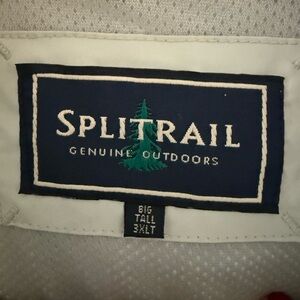 SPLITRAIL
GENUINE OUTDOORS
BIG
TALL
3XLT